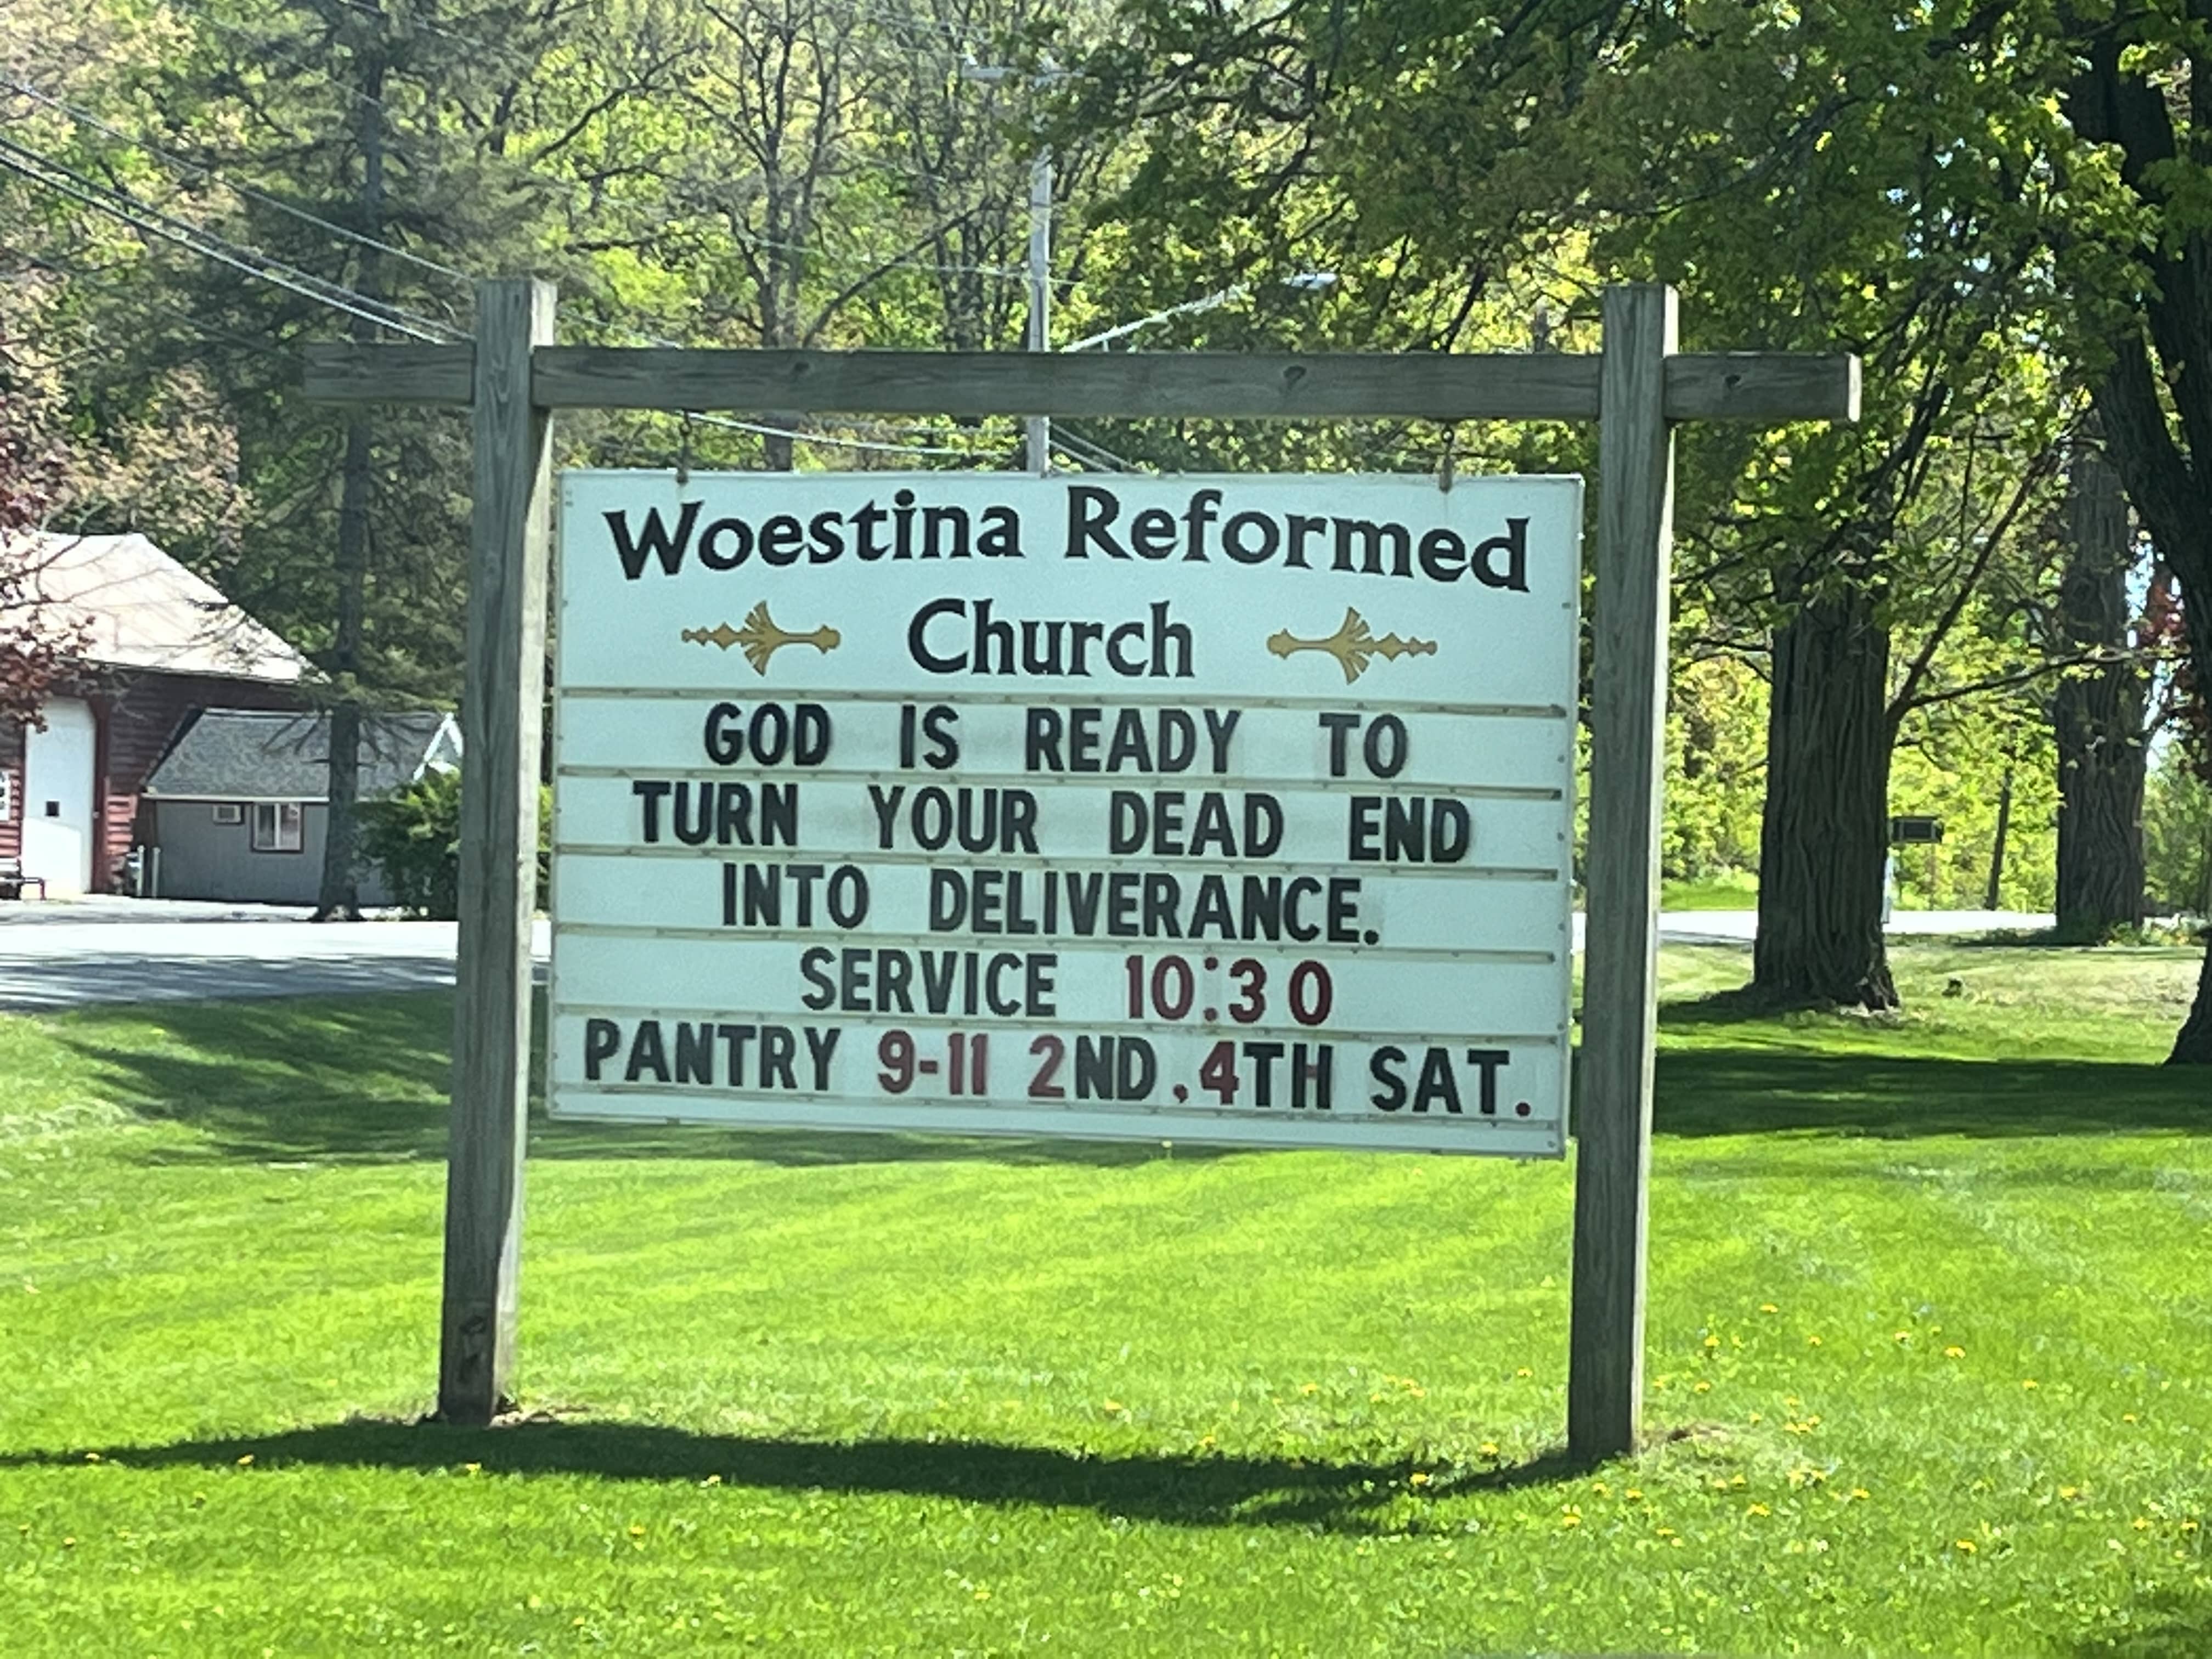 Woestina Reformed
Church
GOD IS READY TO
TURN YOUR DEAD END
INTO DELIVERANCE.
SERVICE 10:30
PANTRY 9-11 2ND,4TH SAT.